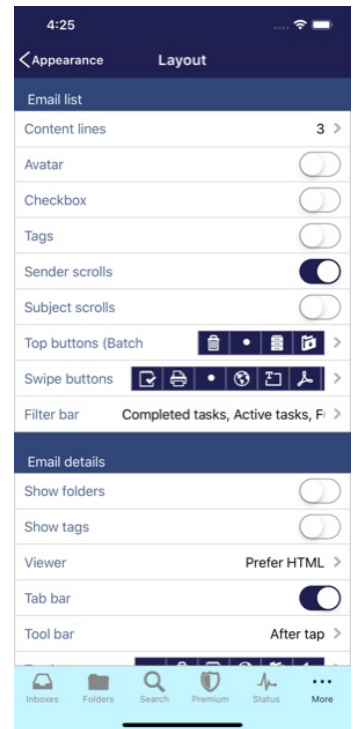 4:25
Appearance Layout
Email list
Content lines 3
Avatar
Checkbox
Tags
Sender scrolls
Subject scrolls
Top buttons (Batch
Swipe buttons
Filter bar Completed tasks, Active tasks, F
Email details
Show folders
Show tags
Viewer Prefer HTML
Tab bar
Tool bar After tap
Inboxes Folders Search Premium Status More